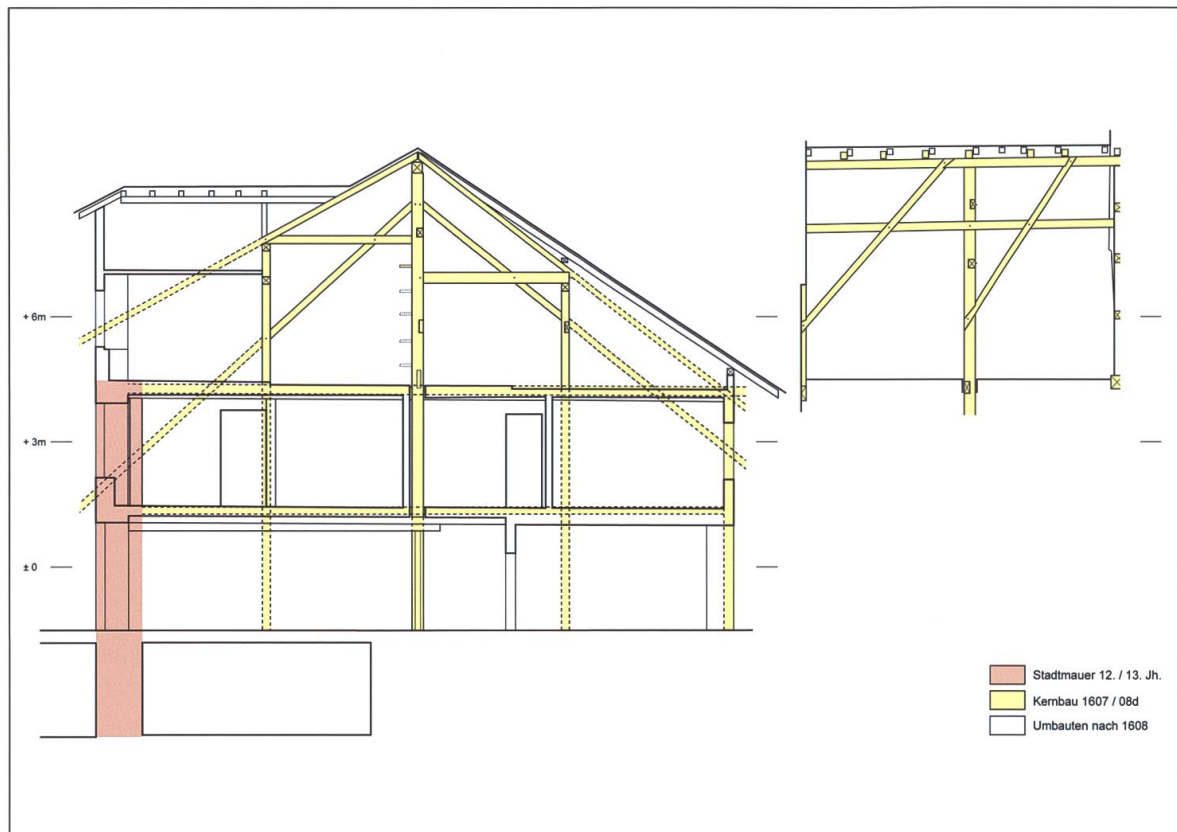 + 6m
+ 3m
± 0
Stadtmauer 12. / 13. Jh.
Kernbau 1607 / 08d
Umbauten nach 1608